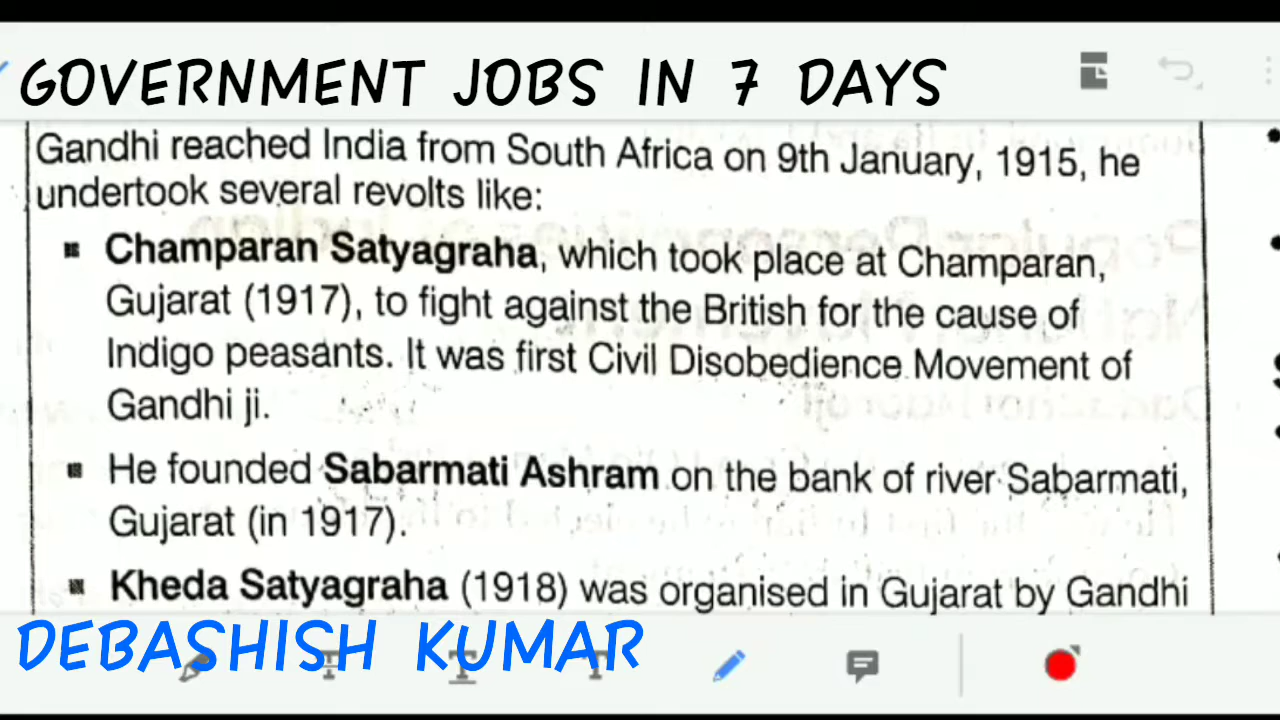 GOVERNMENT JOBS IN 7 DAYS
Gandhi reached India from South Africa on 9th January, 1915, he
undertook several revolts like:
Champaran Satyagraha, which took place at Champaran,
Gujarat (1917), to fight against the British for the cause of
Indigo peasants. It was first Civil Disobedience Movement of
Gandhi ji.
He founded Sabarmati Ashram on the bank of river Sabarmati,
Gujarat (in 1917).
Kheda Satyagraha (1918) was organised in Gujarat by Gandhi
DEBASHISH KUMAR